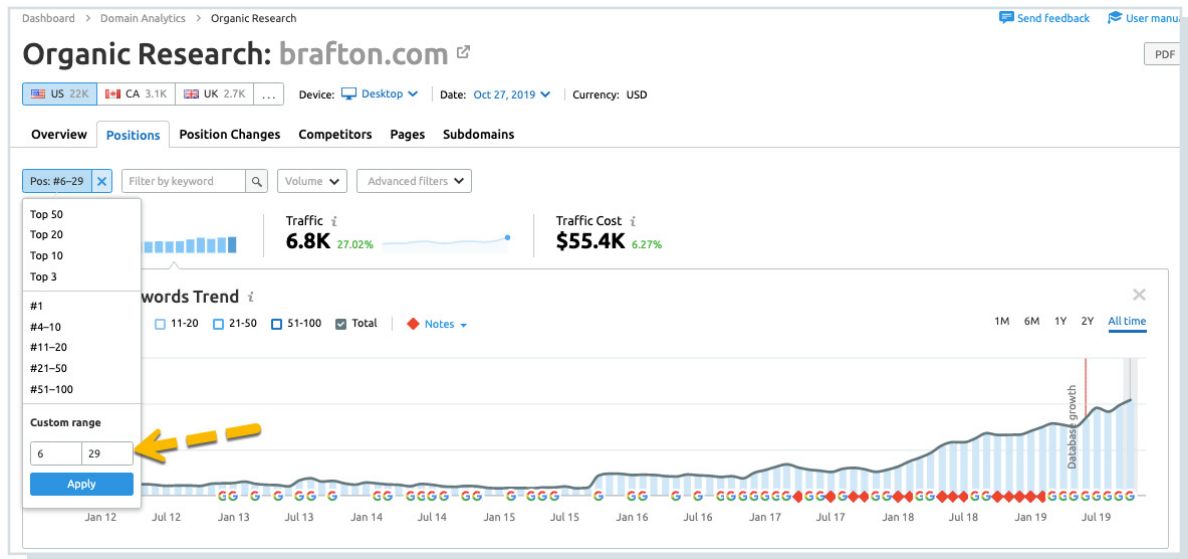 Dashboard > Domain Analytics > Organic Research
Send feedback
User manua
Organic Research: brafton.com
PDF
US 22K CA 3.1K UK 2.7K ... Device: Desktop Date: Oct 27, 2019 Currency: USD
Overview Positions Position Changes Competitors Pages Subdomains
Pos: #6–29 × Filter by keyword Volume Advanced filters
Top 50
Top 20
Top 10
Top 3
#1
#4–10
#11–20
#21–50
#51–100
Custom range
6 29
Apply
Traffic i
6.8K 27.02%
Traffic Cost i
$55.4K 6.27%
words Trend i
11-20 21-50 51-100 Total Notes
1M 6M 1Y 2Y All time
Database growth
G G G G G G G G G G G G G G G G G G G G G G G G G G G G G G G G G G G G G G G G G G G G G G G G
Jan 12 Jul 12 Jan 13 Jul 13 Jan 14 Jul 14 Jan 15 Jul 15 Jan 16 Jul 16 Jan 17 Jul 17 Jan 18 Jul 18 Jan 19 Jul 19